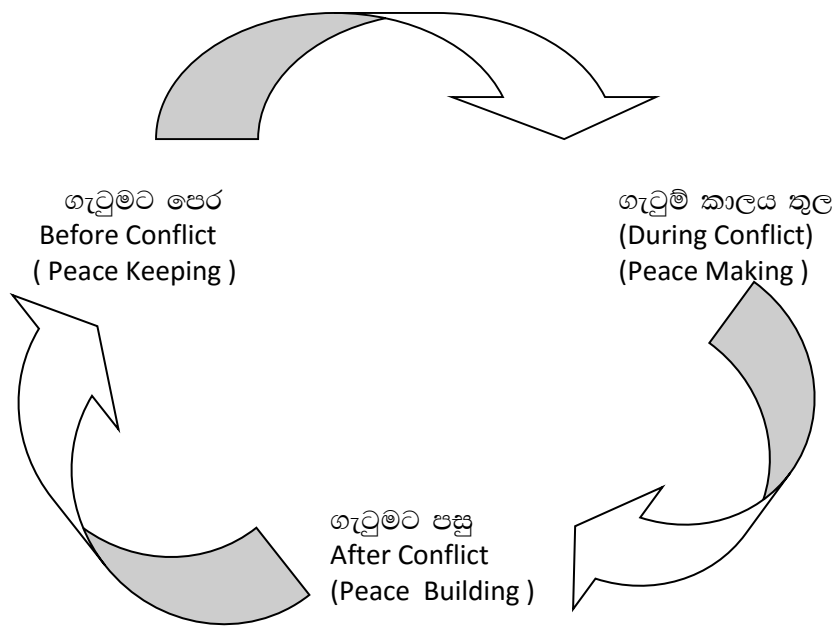 ගැටුමට පෙර
Before Conflict
( Peace Keeping )
ගැටුම් කාලය තුල
(During Conflict)
(Peace Making )
ගැටුමට පසු
After Conflict
(Peace Building )